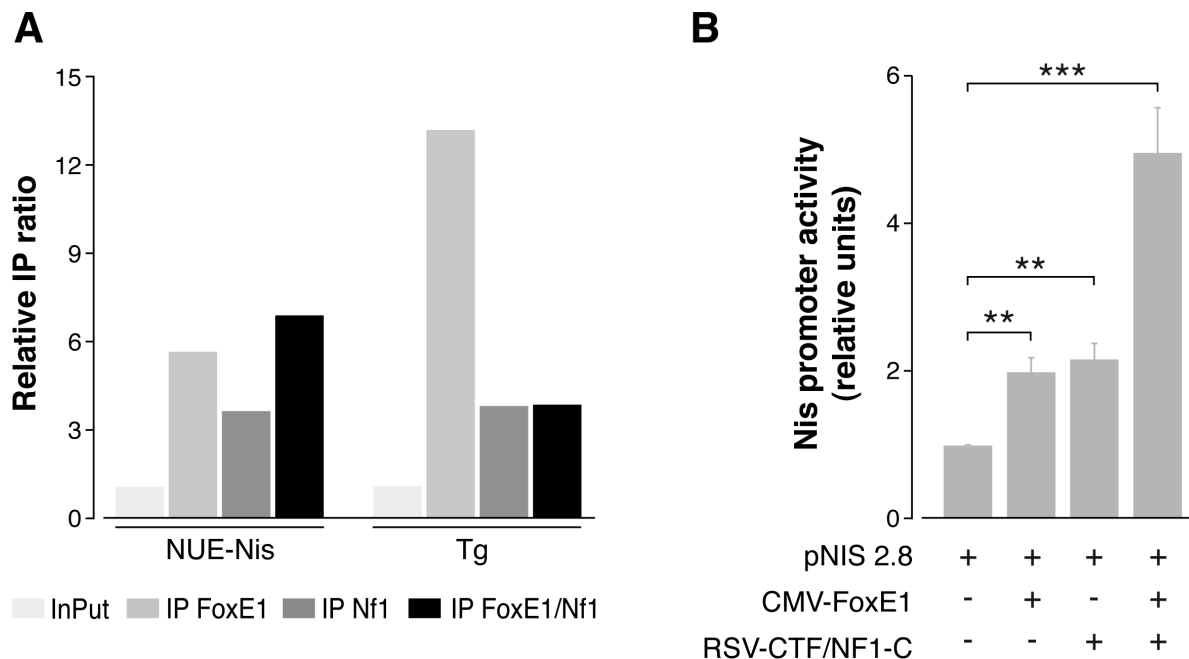 A
Relative IP ratio
15
12
9
6
3
0
NUE-Nis
Tg
InPut
IP FoxE1
IP Nf1
IP FoxE1/Nf1
B
Nis promoter activity
(relative units)
6
4
2
0
***
**
**
pNIS 2.8 + + + +
CMV-FoxE1 - + - +
RSV-CTF/NF1-C - - + +